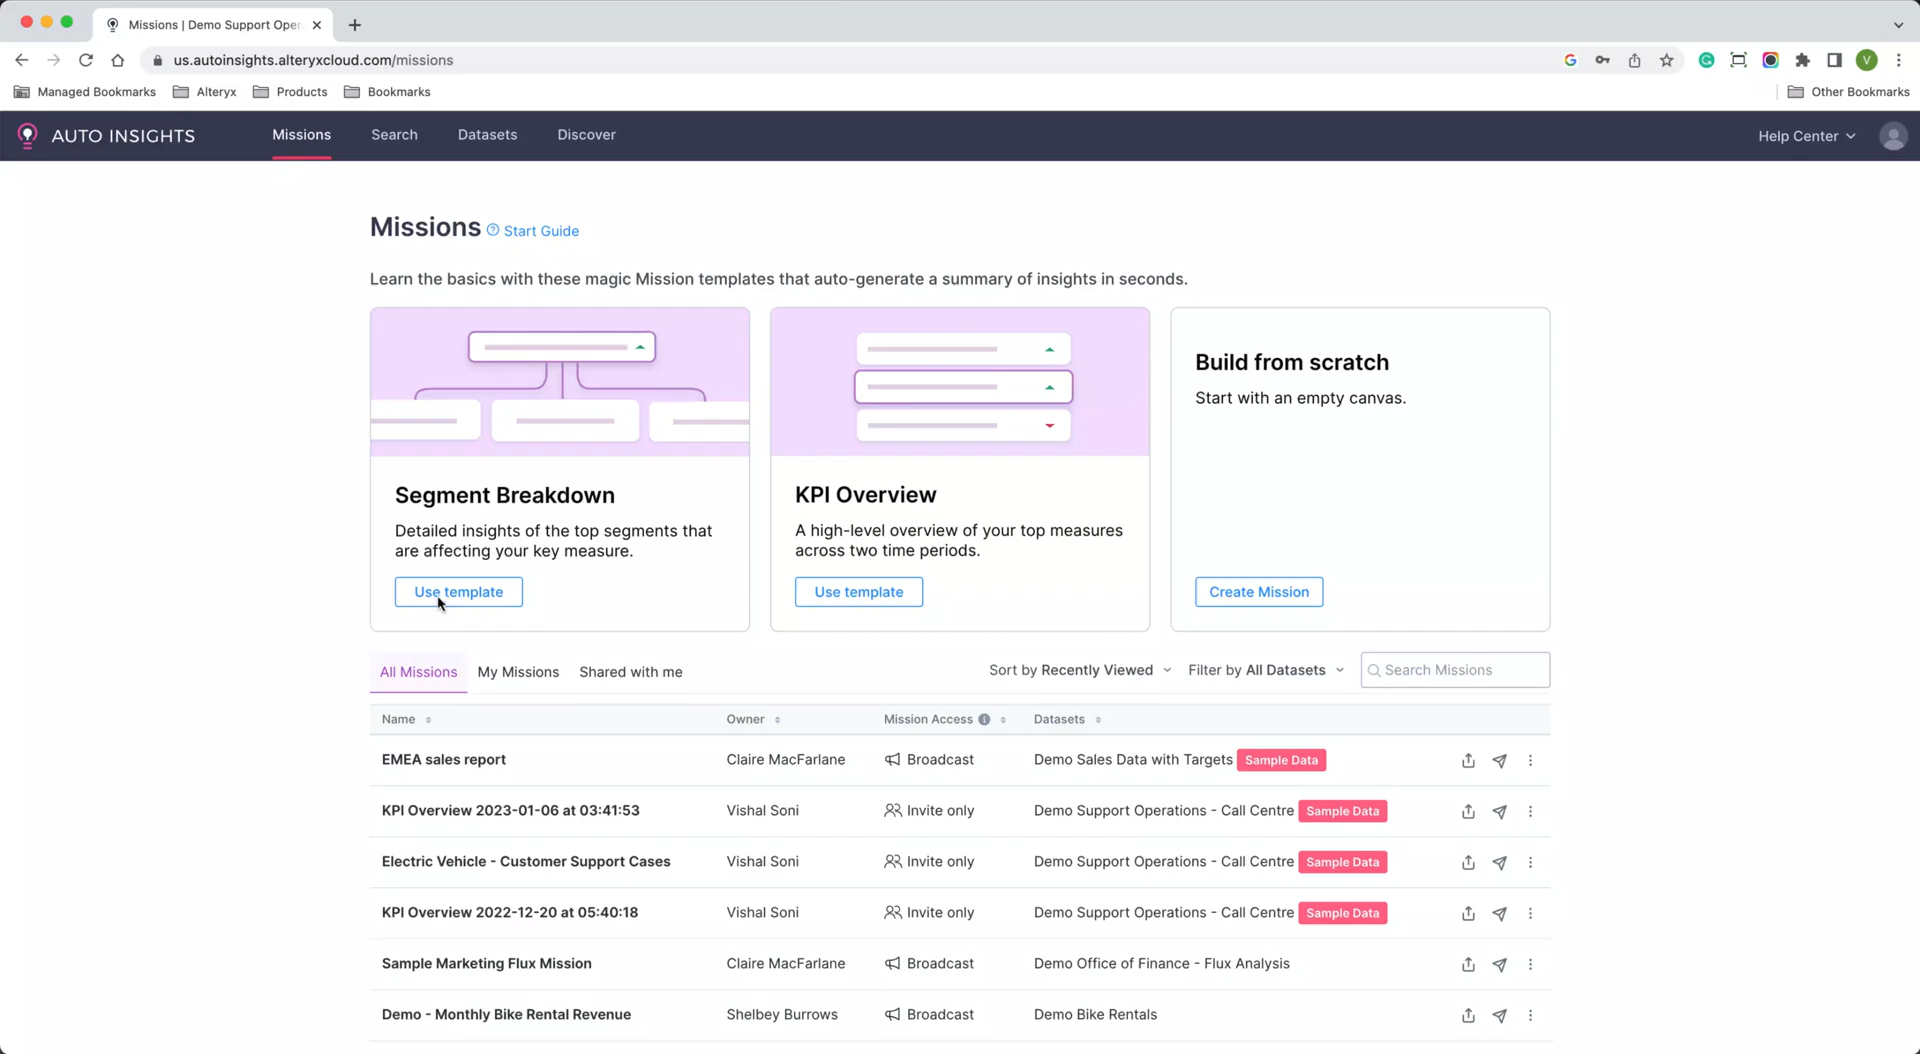 Missions | Demo Support Oper
us.autoinsights.alteryxcloud.com/missions
V
Managed Bookmarks Alteryx Products Bookmarks Other Bookmarks
AUTO INSIGHTS Missions Search Datasets Discover Help Center
Missions Start Guide
Learn the basics with these magic Mission templates that auto-generate a summary of insights in seconds.
Segment Breakdown
Detailed insights of the top segments that
are affecting your key measure.
Use template
KPI Overview
A high-level overview of your top measures
across two time periods.
Use template
Build from scratch
Start with an empty canvas.
Create Mission
All Missions My Missions Shared with me Sort by Recently Viewed Filter by All Datasets Search Missions
Name Owner Mission Access Datasets
EMEA sales report Claire MacFarlane Broadcast Demo Sales Data with Targets Sample Data
KPI Overview 2023-01-06 at 03:41:53 Vishal Soni Invite only Demo Support Operations - Call Centre Sample Data
Electric Vehicle - Customer Support Cases Vishal Soni Invite only Demo Support Operations - Call Centre Sample Data
KPI Overview 2022-12-20 at 05:40:18 Vishal Soni Invite only Demo Support Operations - Call Centre Sample Data
Sample Marketing Flux Mission Claire MacFarlane Broadcast Demo Office of Finance - Flux Analysis
Demo - Monthly Bike Rental Revenue Shelbey Burrows Broadcast Demo Bike Rentals